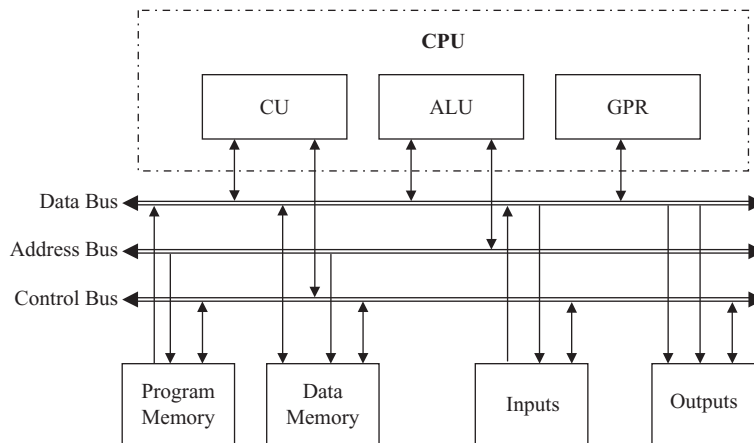 CPU
CU
ALU
GPR
Data Bus
Address Bus
Control Bus
Program
Memory
Data
Memory
Inputs
Outputs